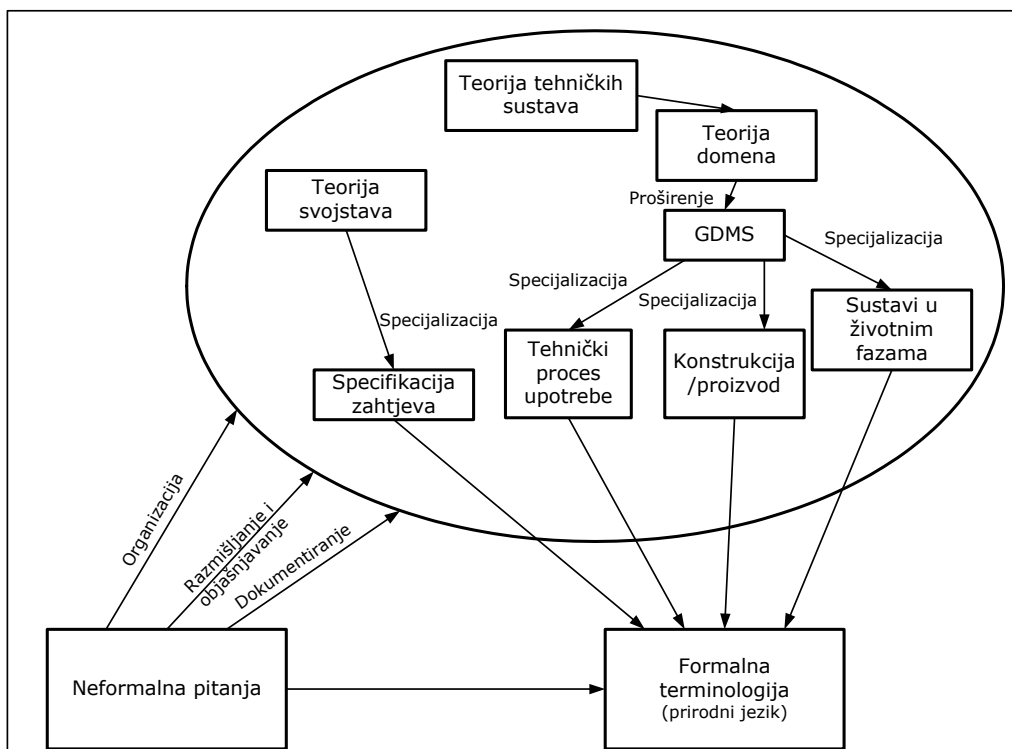 Teorija tehničkih
sustava
Teorija
domena
Teorija
svojstava
Proširenje
GDMS
Specijalizacija
Specijalizacija
Specijalizacija
Sustavi u
životnim
fazama
Specijalizacija
Tehnički
proces
upotrebe
Konstrukcija
/proizvod
Specifikacija
zahtjeva
Organizacija
Razmišljanje i
objašnjavanje
Dokumentiranje
Neformalna pitanja
Formalna
terminologija
(prirodni jezik)